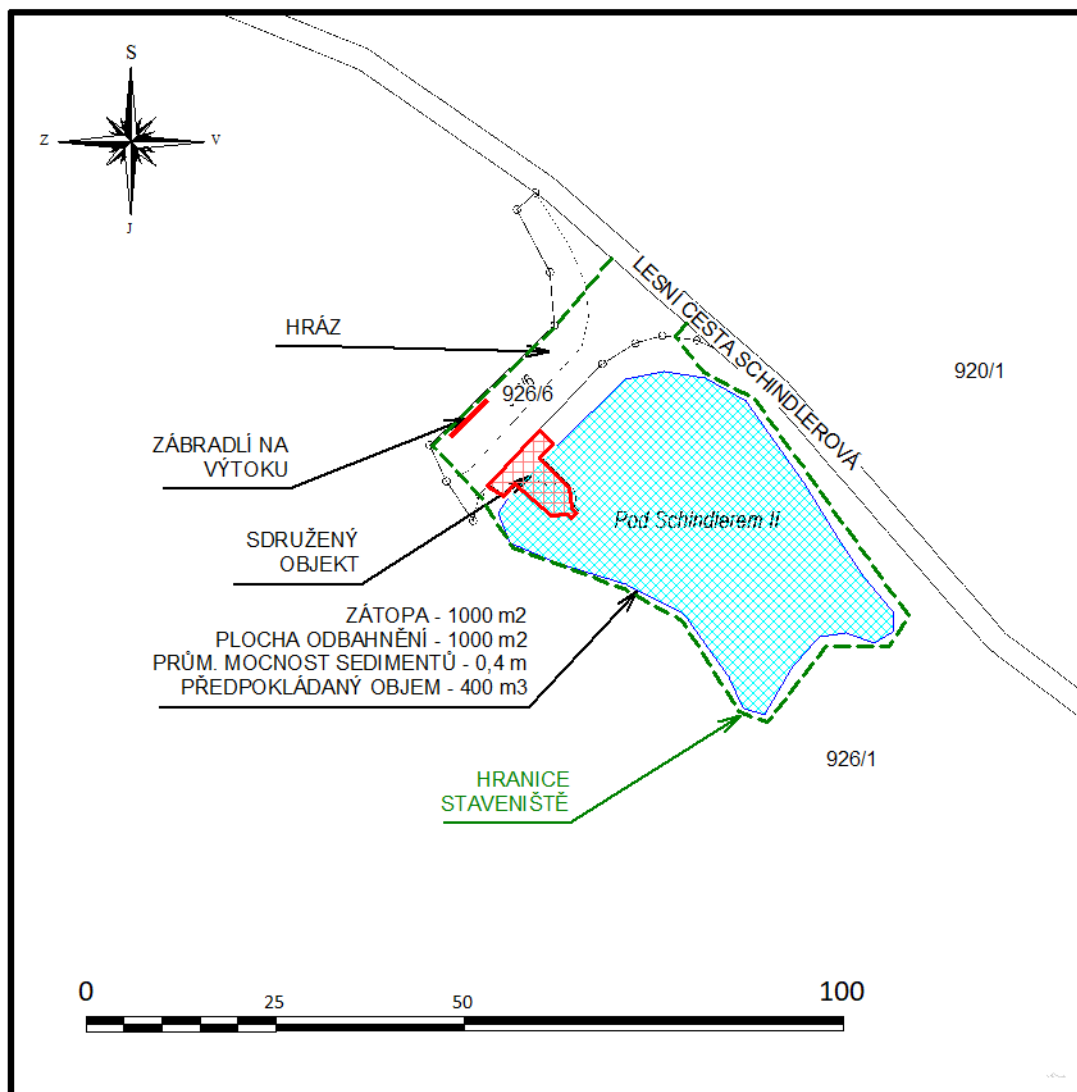 S
Z
V
J
LESNÍ CESTA SCHINDLEROVÁ
HRÁZ
920/1
926/6
ZÁBRADLÍ NA
VÝTOKU
Pod Schindlerem II
SDRUŽENÝ
OBJEKT
ZÁTOPA - 1000 m2
PLOCHA ODBAHNĚNÍ - 1000 m2
PRŮM. MOCNOST SEDIMENTŮ - 0,4 m
PŘEDPOKLÁDANÝ OBJEM - 400 m3
926/1
HRANICE
STAVENIŠTĚ
0
25
50
100